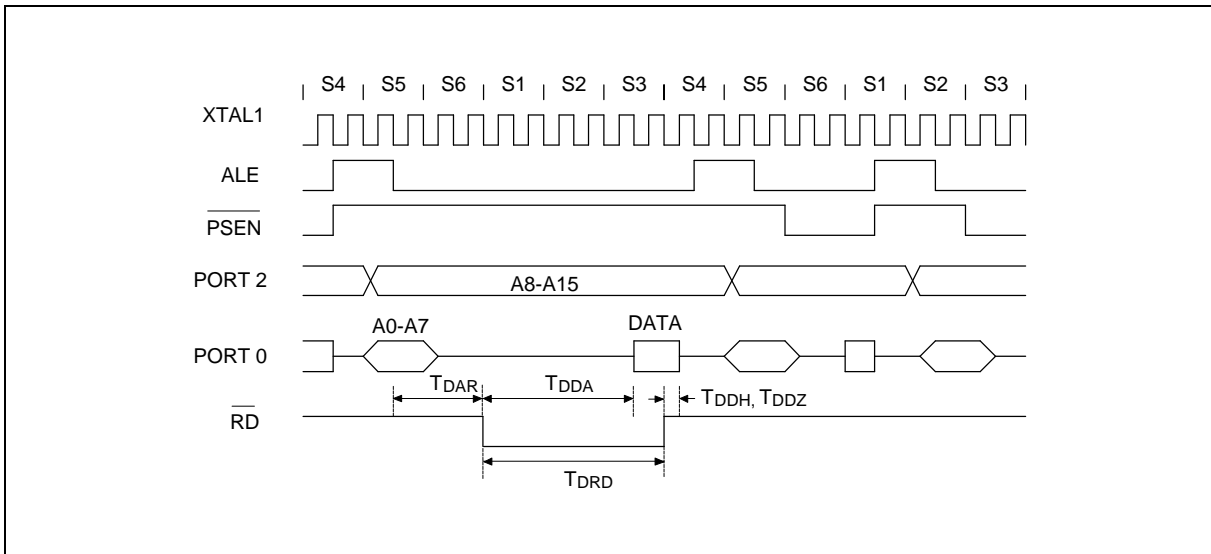 S4 S5 S6 S1 S2 S3 S4 S5 S6 S1 S2 S3
XTAL1
ALE
PSEN
PORT 2
A8-A15
A0-A7 DATA
PORT 0
TDAR TDDA TDDH, TDDZ
RD
TDRD